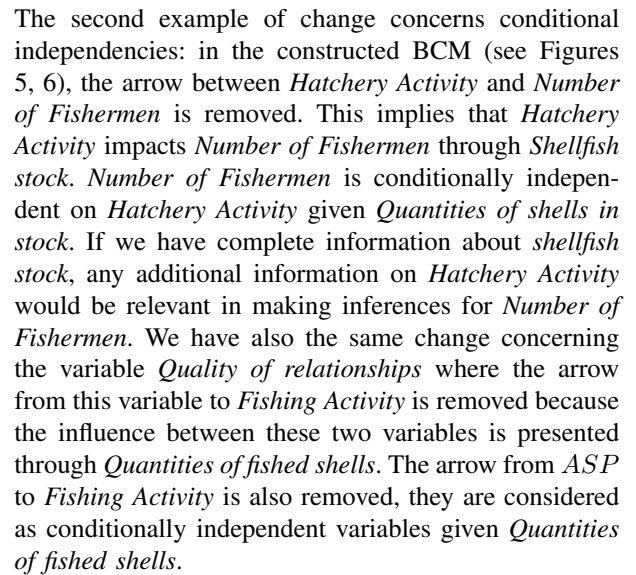 The second example of change concerns conditional
independencies: in the constructed BCM (see Figures
5, 6), the arrow between Hatchery Activity and Number
of Fishermen is removed. This implies that Hatchery
Activity impacts Number of Fishermen through Shellfish
stock. Number of Fishermen is conditionally indepen-
dent on Hatchery Activity given Quantities of shells in
stock. If we have complete information about shellfish
stock, any additional information on Hatchery Activity
would be relevant in making inferences for Number of
Fishermen. We have also the same change concerning
the variable Quality of relationships where the arrow
from this variable to Fishing Activity is removed because
the influence between these two variables is presented
through Quantities of fished shells. The arrow from ASP
to Fishing Activity is also removed, they are considered
as conditionally independent variables given Quantities
of fished shells.